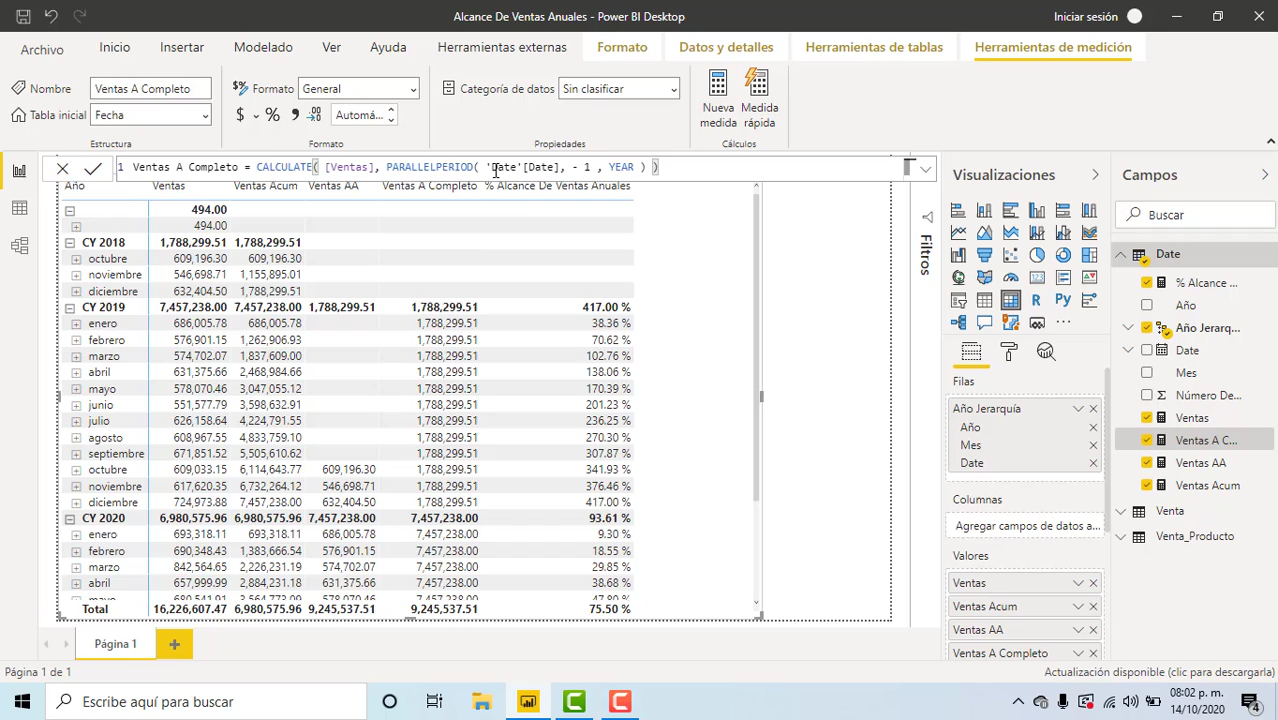 Alcance De Ventas Anuales - Power BI Desktop
Iniciar sesión
Archivo
Inicio
Insertar
Modelado
Ver
Ayuda
Herramientas externas
Formato
Datos y detalles
Herramientas de tablas
Herramientas de medición
Nombre
Ventas A Completo
Formato
General
Categoría de datos
Sin clasificar
Tabla inicial
Fecha
$ % 9 Automá...
Nueva medida
Medida rápida
Estructura
Formato
Propiedades
Cálculos
1 Ventas A Completo = CALCULATE( [Ventas], PARALLELPERIOD( 'Date'[Date], - 1 , YEAR ) )
Año Ventas Ventas Acum Ventas AA Ventas A Completo % Alcance De Ventas Anuales
494.00
494.00
CY 2018 1,788,299.51 1,788,299.51
octubre 609,196.30 609,196.30
noviembre 546,698.71 1,155,895.01
diciembre 632,404.50 1,788,299.51
CY 2019 7,457,238.00 7,457,238.00 1,788,299.51 1,788,299.51 417.00 %
enero 686,005.78 686,005.78 1,788,299.51 38.36 %
febrero 576,901.15 1,262,906.93 1,788,299.51 70.62 %
marzo 574,702.07 1,837,609.00 1,788,299.51 102.76 %
abril 631,375.66 2,468,984.66 1,788,299.51 138.06 %
mayo 578,070.46 3,047,055.12 1,788,299.51 170.39 %
junio 551,577.79 3,598,632.91 1,788,299.51 201.23 %
julio 626,158.64 4,224,791.55 1,788,299.51 236.25 %
agosto 608,967.55 4,833,759.10 1,788,299.51 270.30 %
septiembre 671,851.52 5,505,610.62 1,788,299.51 307.87 %
octubre 609,033.15 6,114,643.77 609,196.30 1,788,299.51 341.93 %
noviembre 617,620.35 6,732,264.12 546,698.71 1,788,299.51 376.46 %
diciembre 724,973.88 7,457,238.00 632,404.50 1,788,299.51 417.00 %
CY 2020 6,980,575.96 6,980,575.96 7,457,238.00 7,457,238.00 93.61 %
enero 693,318.11 693,318.11 686,005.78 7,457,238.00 9.30 %
febrero 690,348.43 1,383,666.54 576,901.15 7,457,238.00 18.55 %
marzo 842,564.65 2,226,231.19 574,702.07 7,457,238.00 29.85 %
abril 657,999.99 2,884,231.18 631,375.66 7,457,238.00 38.68 %
Total 16,226,607.47 6,980,575.96 9,245,537.51 9,245,537.51 75.50 %
Filtros
Visualizaciones
R Py
Filas
Año Jerarquía
Año
Mes
Date
Columnas
Agregar campos de datos a...
Valores
Ventas
Ventas Acum
Ventas AA
Ventas A Completo
Campos
Buscar
Date
% Alcance ...
Año
Año Jerarq...
Date
Mes
Número De...
Ventas
Ventas A C...
Ventas AA
Ventas Acum
Venta
Venta_Producto
Página 1
Página 1 de 1
Actualización disponible (clic para descargarla)
Escribe aquí para buscar
08:02 p. m.
14/10/2020
4